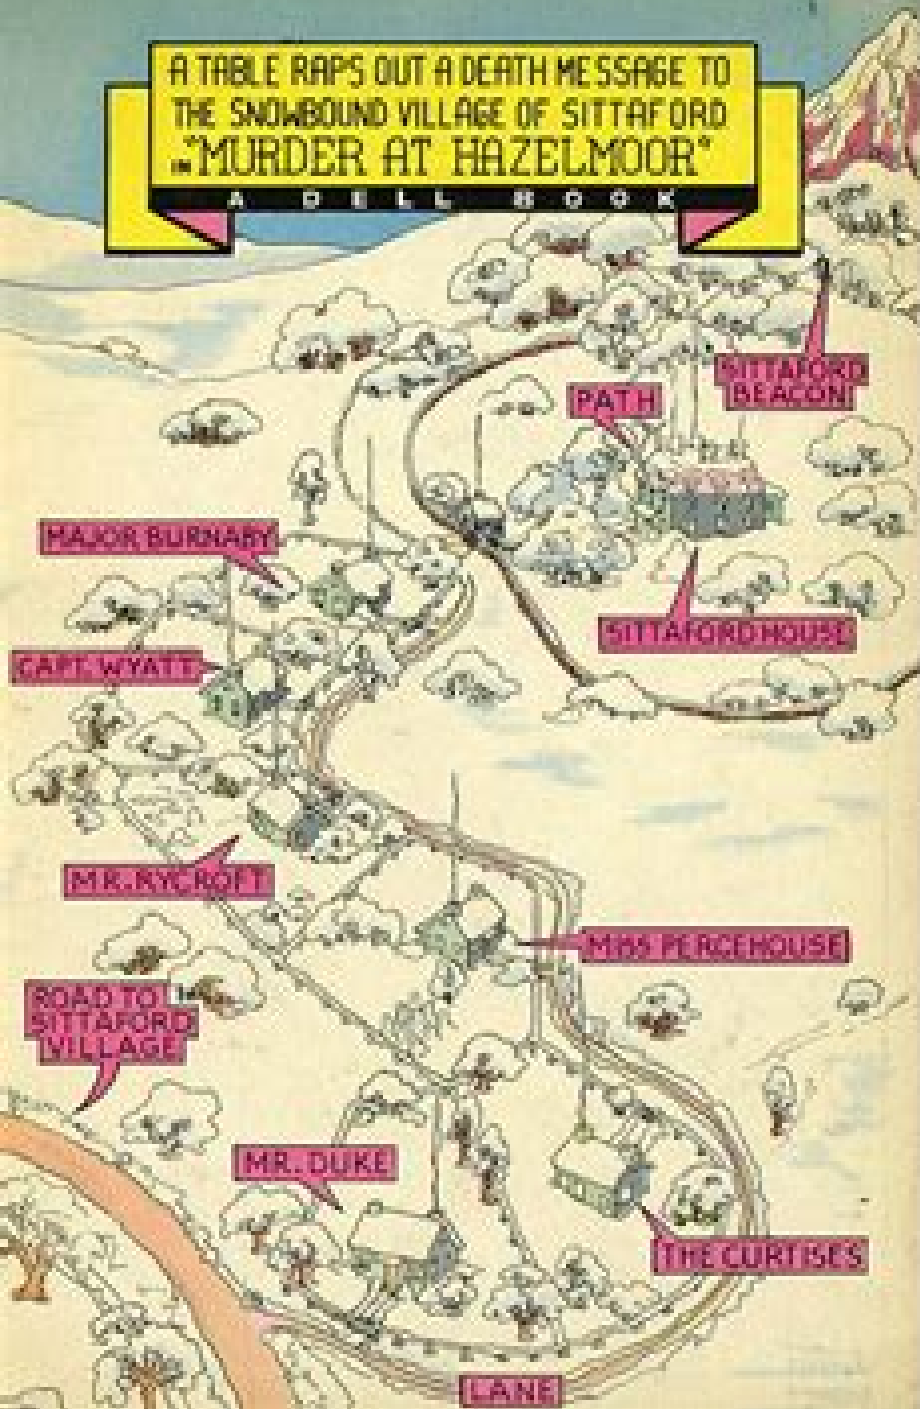 A TABLE RAPS OUT A DEATH MESSAGE TO
THE SNOWBOUND VILLAGE OF SITTAFORD
IN "MURDER AT HAZELMOOR"
A DELL BOOK
SITTAFORD
BEACON
PATH
MAJOR BURNABY
SITTAFORD HOUSE
CAPT. WYATT
MR. RYCROFT
MISS PERCEHOUSE
ROAD TO
SITTAFORD
VILLAGE
MR. DUKE
THE CURTISES
LANE